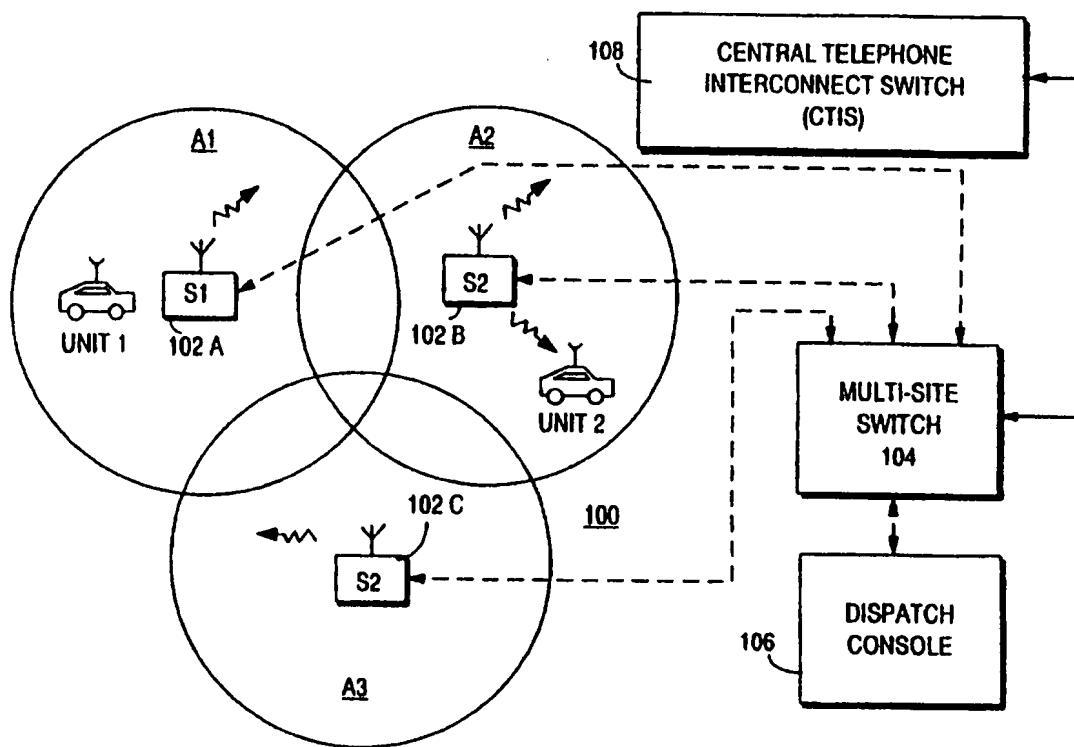 108
CENTRAL TELEPHONE
INTERCONNECT SWITCH
(CTIS)
A1
A2
S1
UNIT 1
102 A
S2
102 B
UNIT 2
MULTI-SITE
SWITCH
104
102 C
100
S2
A3
106
DISPATCH
CONSOLE